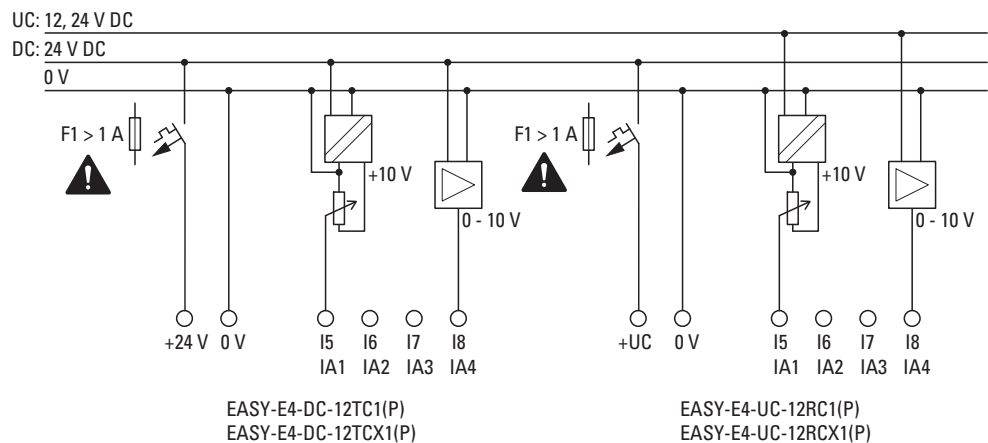 UC: 12, 24 V DC
DC: 24 V DC
0 V
F1 > 1 A
+10 V
0 - 10 V
F1 > 1 A
+10 V
0 - 10 V
+24 V 0 V I5 I6 I7 I8
IA1 IA2 IA3 IA4
+UC 0 V I5 I6 I7 I8
IA1 IA2 IA3 IA4
EASY-E4-DC-12TC1(P)
EASY-E4-DC-12TCX1(P)
EASY-E4-UC-12RC1(P)
EASY-E4-UC-12RCX1(P)